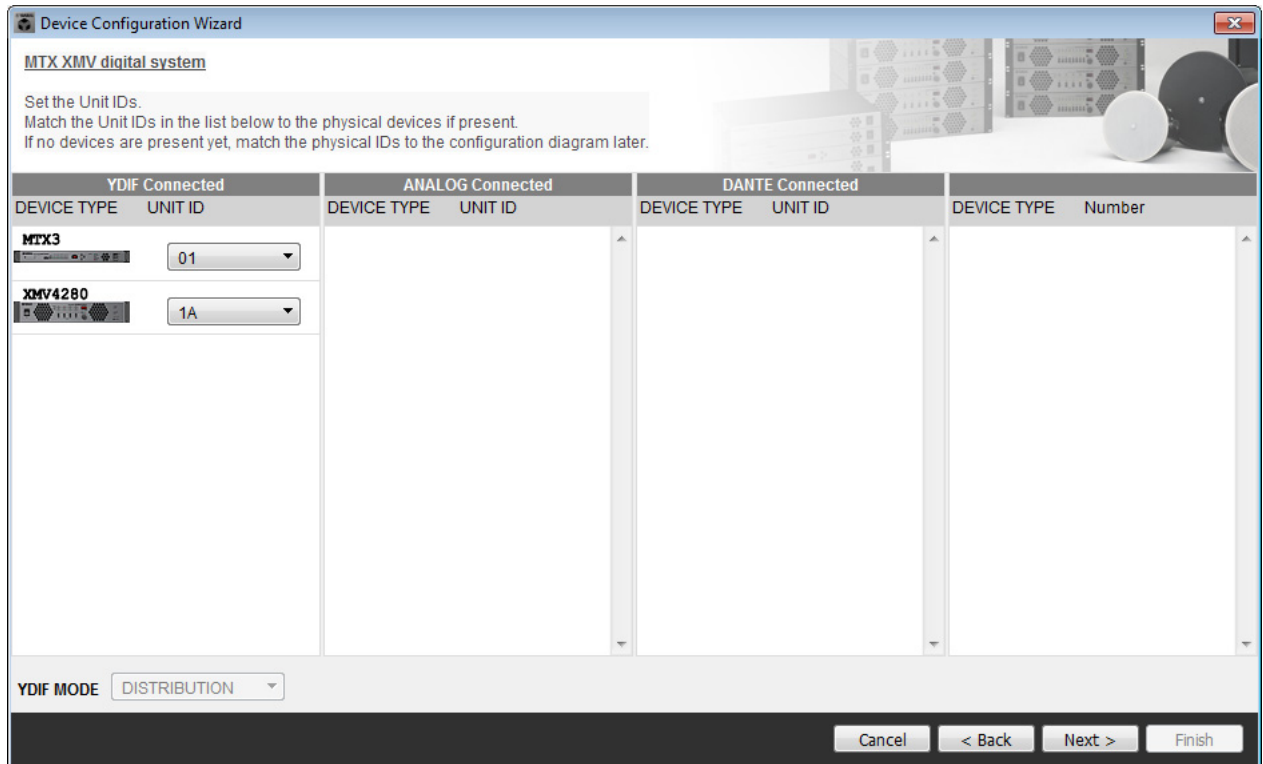 Device Configuration Wizard
MTX XMV digital system
Set the Unit IDs.
Match the Unit IDs in the list below to the physical devices if present.
If no devices are present yet, match the physical IDs to the configuration diagram later.
YDIF Connected ANALOG Connected DANTE Connected
DEVICE TYPE UNIT ID DEVICE TYPE UNIT ID DEVICE TYPE UNIT ID DEVICE TYPE Number
MTX3
01
XMV4280
1A
YDIF MODE DISTRIBUTION
Cancel < Back Next > Finish